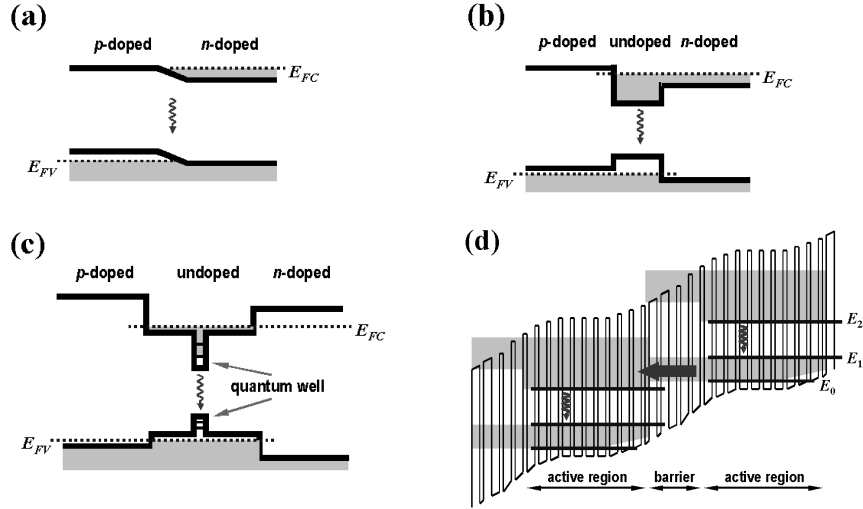 (a)
p-doped n-doped
E_FC
E_FV
(b)
p-doped undoped n-doped
E_FC
E_FV
(c)
p-doped undoped n-doped
E_FC
quantum well
E_FV
(d)
E_2
E_1
E_0
active region barrier active region